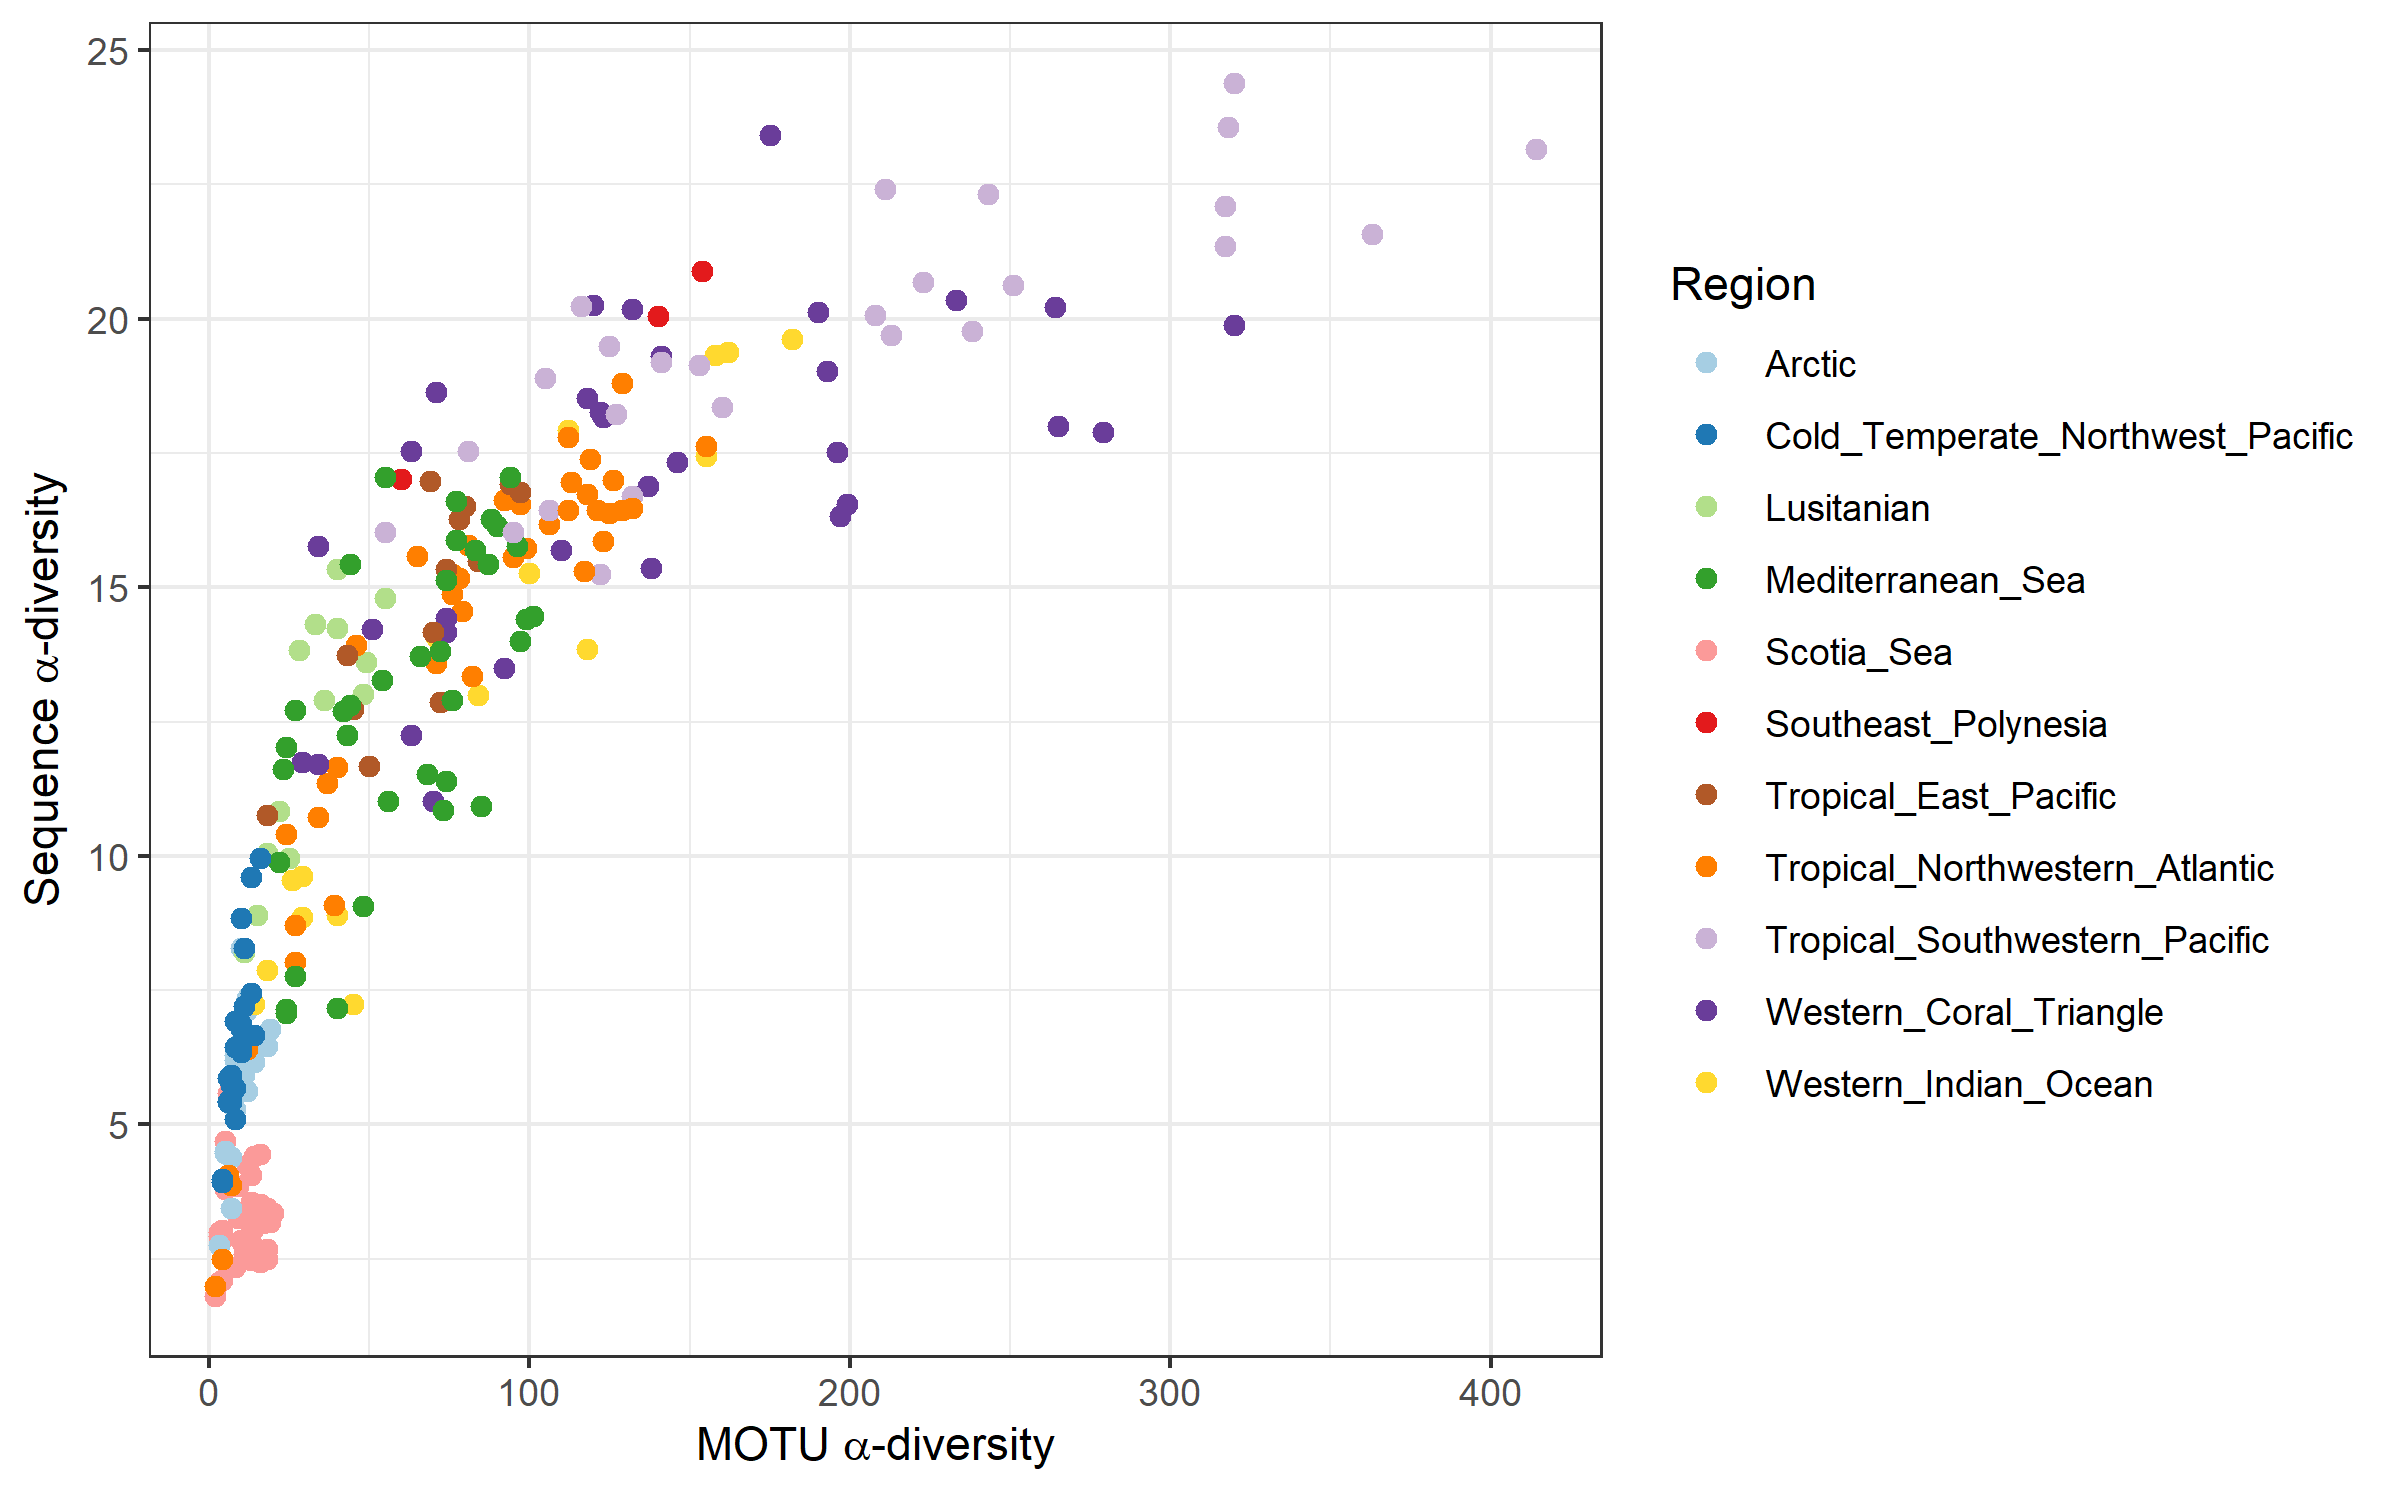 25
20
15
10
5
Sequence α-diversity
0 100 200 300 400
MOTU α-diversity
Region
Arctic
Cold_Temperate_Northwest_Pacific
Lusitanian
Mediterranean_Sea
Scotia_Sea
Southeast_Polynesia
Tropical_East_Pacific
Tropical_Northwestern_Atlantic
Tropical_Southwestern_Pacific
Western_Coral_Triangle
Western_Indian_Ocean